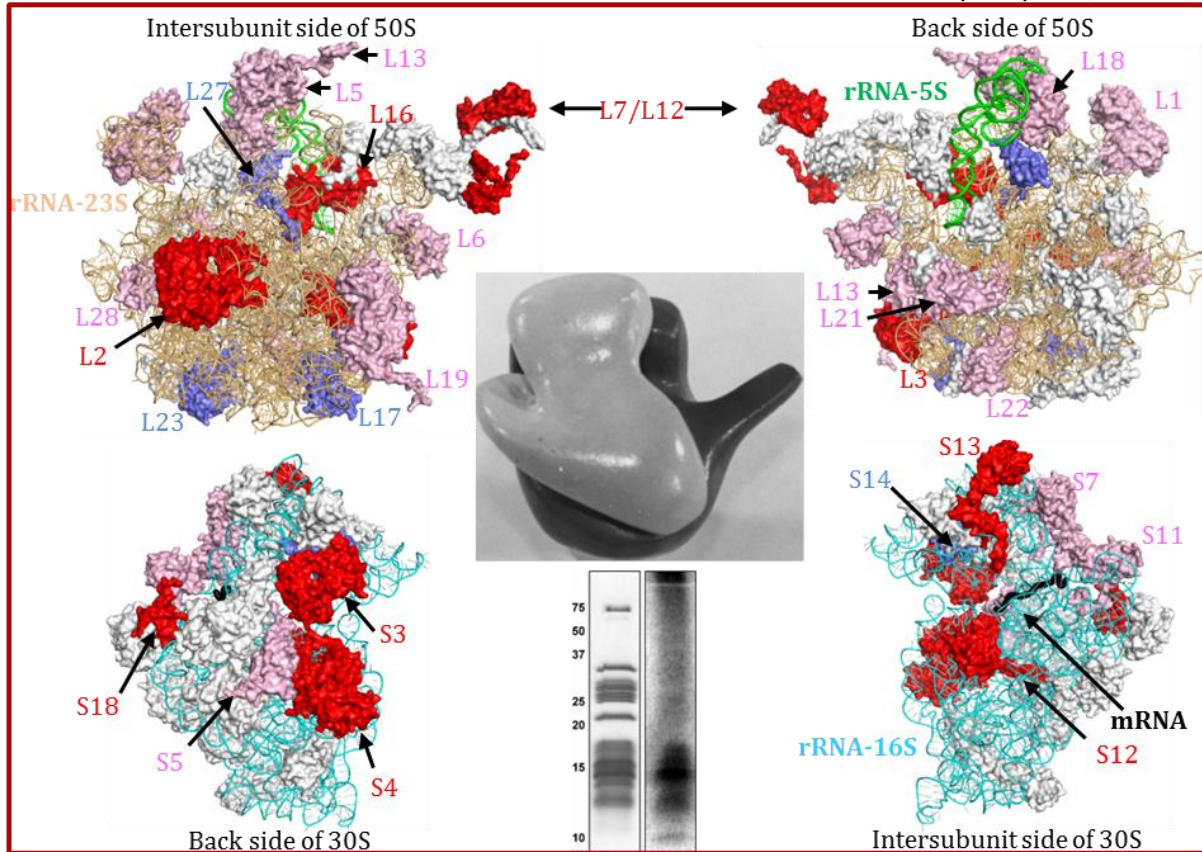 Intersubunit side of 50S
Back side of 50S
L13
L5
L27
L16
L7/L12
rRNA-5S
L18
L1
rRNA-23S
L6
L28
L2
L19
L23
L17
L13
L21
L3
L22
S13
S14
S7
S11
S3
S18
S5
S4
mRNA
rRNA-16S
S12
75
50
37
25
20
15
10
Back side of 30S
Intersubunit side of 30S